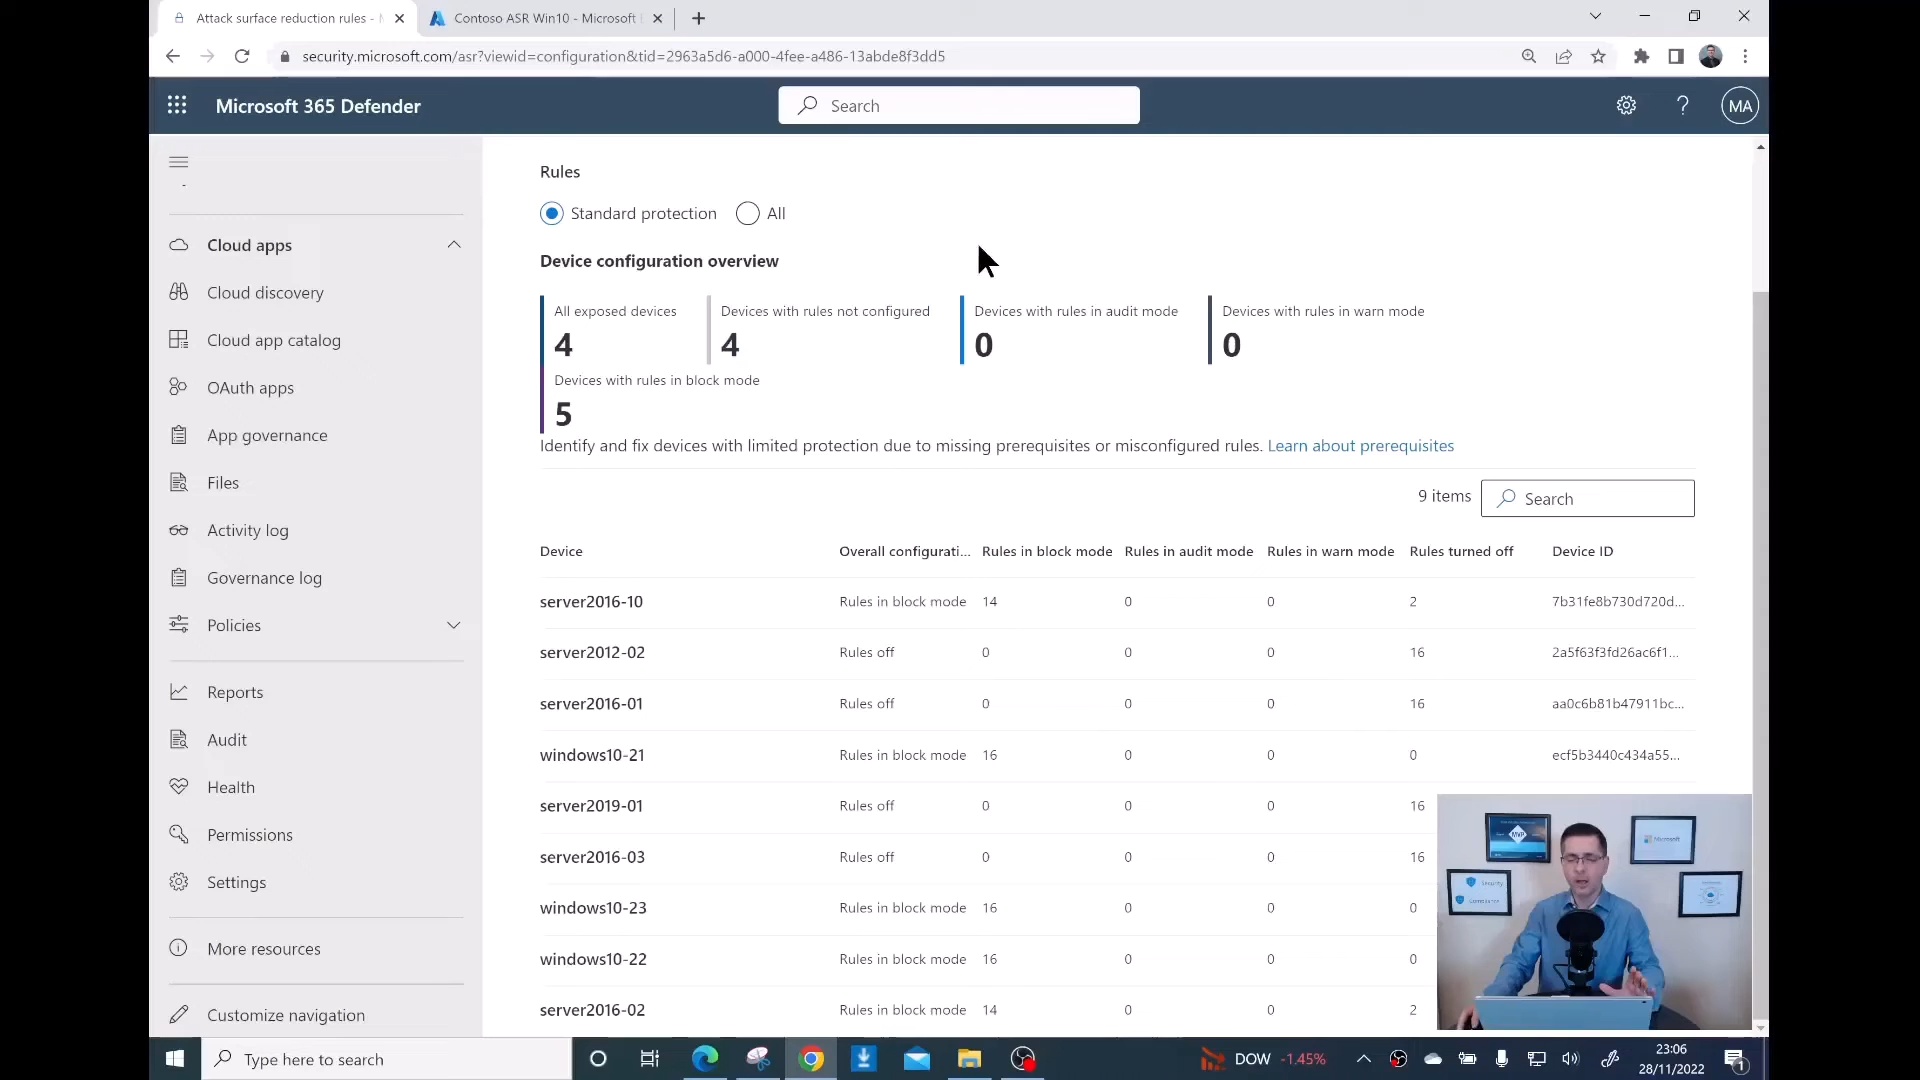 Attack surface reduction rules -
Contoso ASR Win10 - Microsoft
security.microsoft.com/asr?viewid=configuration&tid=2963a5d6-a000-4fee-a486-13abde8f3dd5
Microsoft 365 Defender
Search
MA
Cloud apps
Cloud discovery
Cloud app catalog
OAuth apps
App governance
Files
Activity log
Governance log
Policies
Reports
Audit
Health
Permissions
Settings
More resources
Customize navigation
Rules
Standard protection All
Device configuration overview
All exposed devices Devices with rules not configured Devices with rules in audit mode Devices with rules in warn mode
4 4 0 0
Devices with rules in block mode
5
Identify and fix devices with limited protection due to missing prerequisites or misconfigured rules. Learn about prerequisites
9 items Search
Device Overall configurati... Rules in block mode Rules in audit mode Rules in warn mode Rules turned off Device ID
server2016-10 Rules in block mode 14 0 0 2 7b31fe8b730d720d...
server2012-02 Rules off 0 0 0 16 2a5f63f3fd26ac6f1...
server2016-01 Rules off 0 0 0 16 aa0c6b81b47911bc...
windows10-21 Rules in block mode 16 0 0 0 ecf5b3440c434a55...
server2019-01 Rules off 0 0 0 16
server2016-03 Rules off 0 0 0 16
windows10-23 Rules in block mode 16 0 0 0
windows10-22 Rules in block mode 16 0 0 0
server2016-02 Rules in block mode 14 0 0 2
MVP
Microsoft
Security
Compliance
Type here to search
DOW -1.45%
23:06
28/11/2022
1